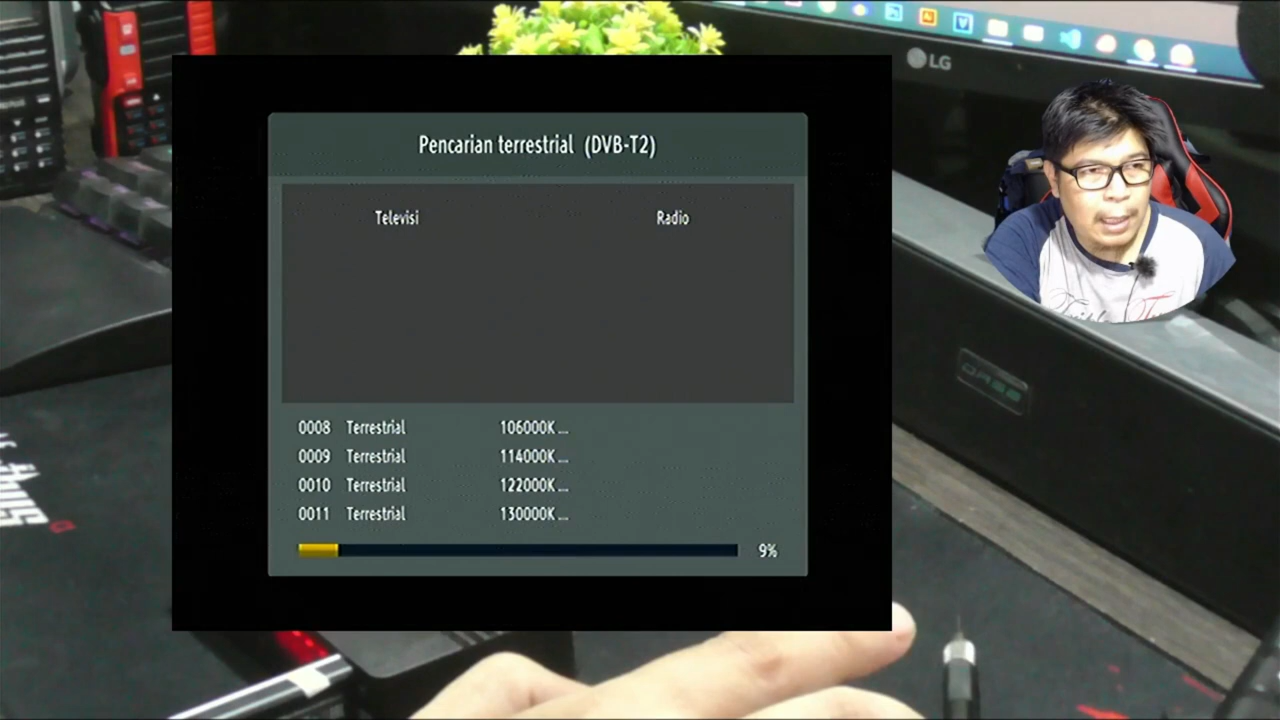 Pencarian terrestrial (DVB-T2)
Televisi Radio
0008 Terrestrial 106000K ...
0009 Terrestrial 114000K ...
0010 Terrestrial 122000K ...
0011 Terrestrial 130000K ...
9%
LG
Ai